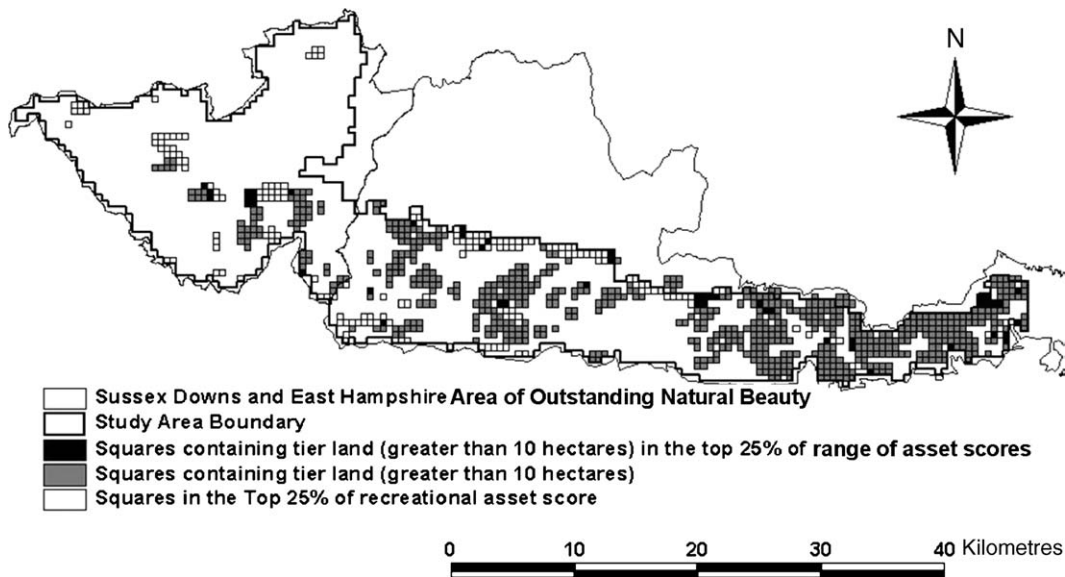 N
Sussex Downs and East Hampshire Area of Outstanding Natural Beauty
Study Area Boundary
Squares containing tier land (greater than 10 hectares) in the top 25% of range of asset scores
Squares containing tier land (greater than 10 hectares)
Squares in the Top 25% of recreational asset score
0 10 20 30 40 Kilometres